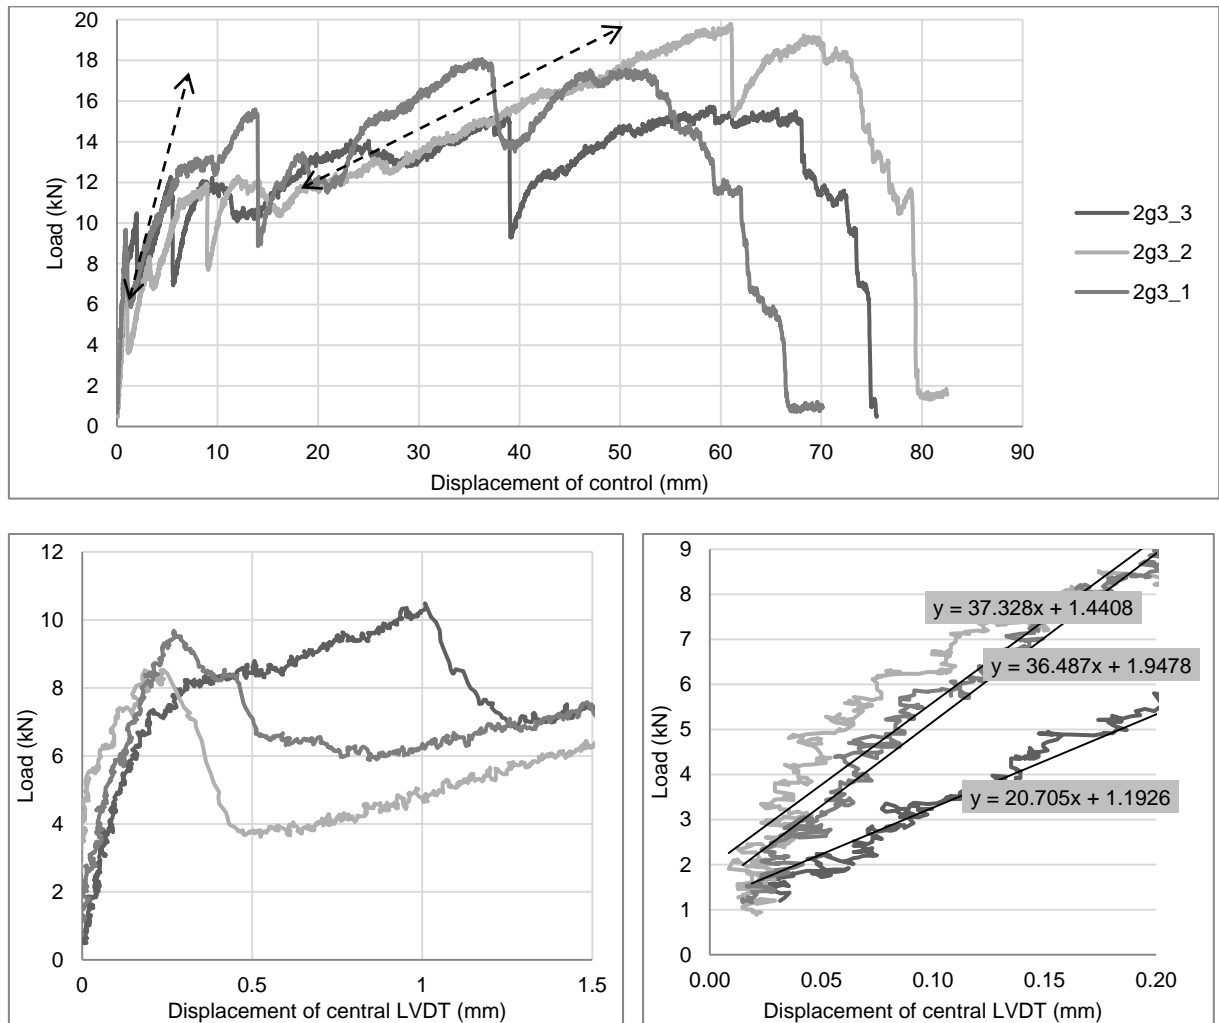 20
18
16
14
12
10
8
6
4
2
0
Load (kN)
0 10 20 30 40 50 60 70 80 90
Displacement of control (mm)
2g3_3
2g3_2
2g3_1
12
10
8
6
4
2
0
Load (kN)
0 0.5 1 1.5
Displacement of central LVDT (mm)
9
8
7
6
5
4
3
2
1
0
Load (kN)
y = 37.328x + 1.4408
y = 36.487x + 1.9478
y = 20.705x + 1.1926
0.00 0.05 0.10 0.15 0.20
Displacement of central LVDT (mm)